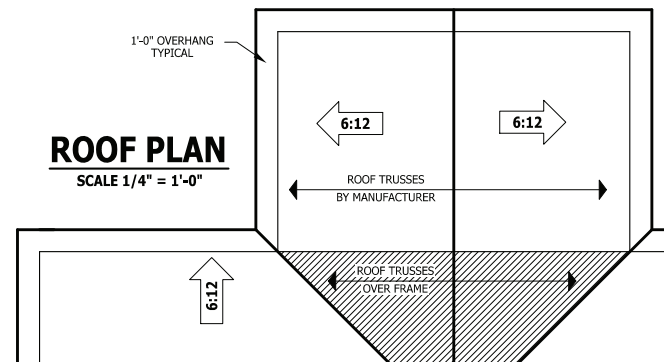 1'-0" OVERHANG
TYPICAL
6:12
6:12
ROOF PLAN
SCALE 1/4" = 1'-0"
ROOF TRUSSES
BY MANUFACTURER
6:12
ROOF TRUSSES
OVER FRAME